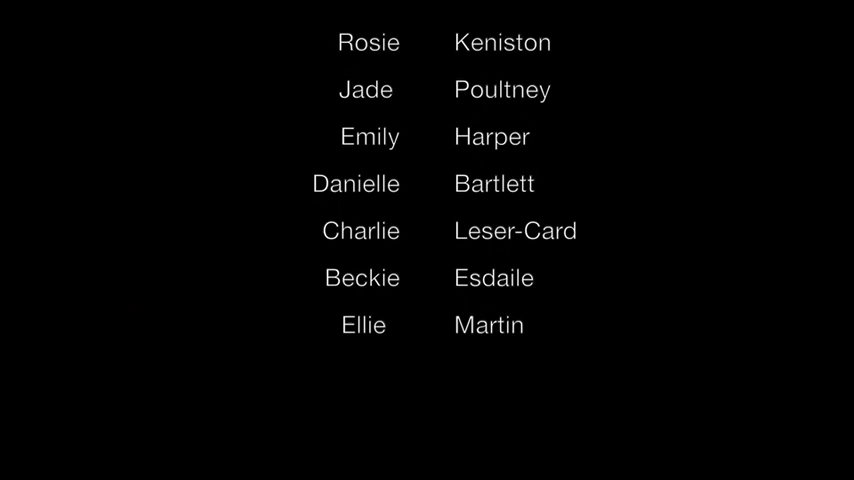 Rosie Keniston
Jade Poultney
Emily Harper
Danielle Bartlett
Charlie Leser-Card
Beckie Esdaile
Ellie Martin